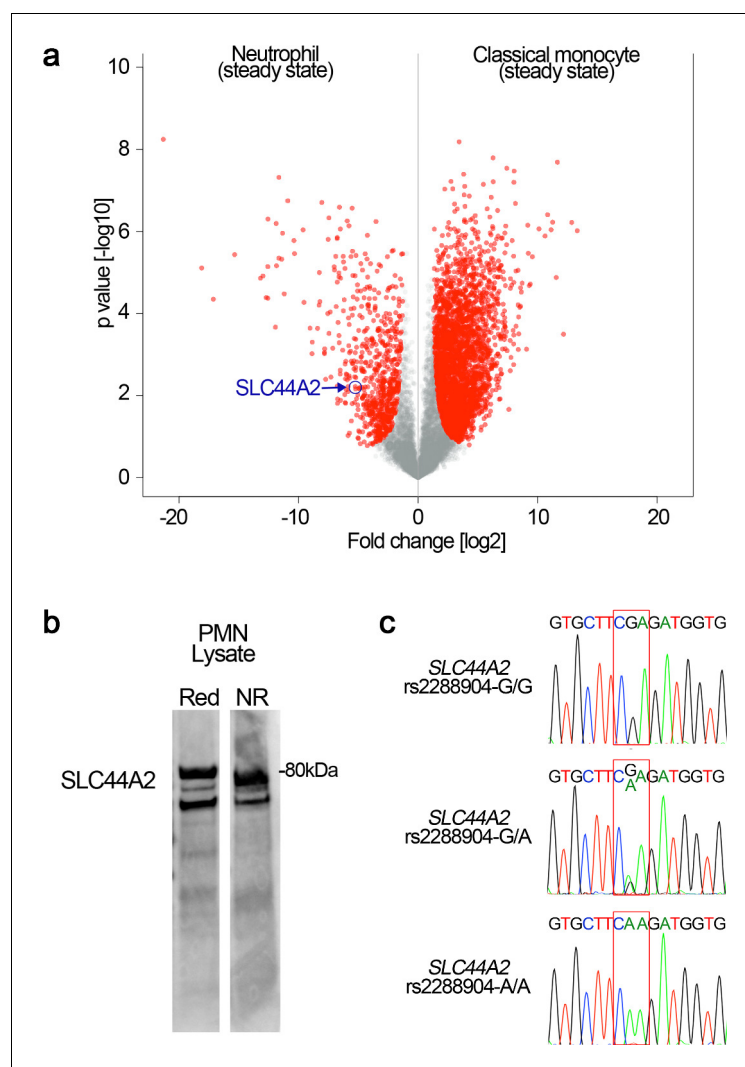 a
Neutrophil
(steady state)
Classical monocyte
(steady state)
p value [-log10]
10
8
6
4
2
0
SLC44A2
-20
-10
0
10
20
Fold change [log2]
b
PMN
Lysate
Red
NR
SLC44A2
-80kDa
c
GTGCTTCGAGATGGTG
SLC44A2
rs2288904-G/G
GTGCTTCGAGATGGTG
A
SLC44A2
rs2288904-G/A
GTGCTTCAAGATGGTG
SLC44A2
rs2288904-A/A